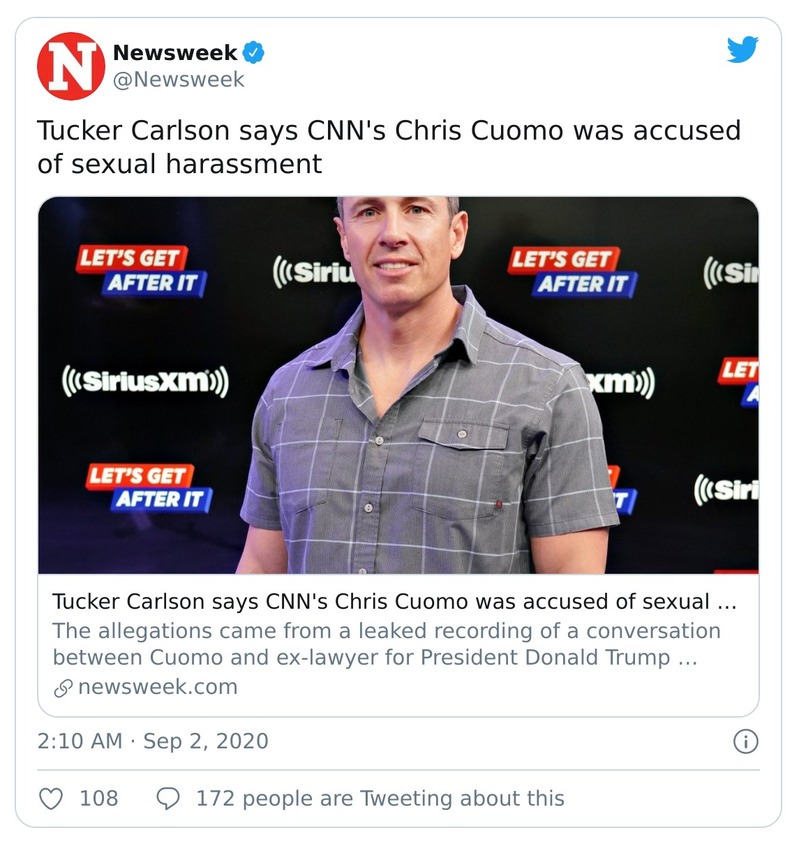 Newsweek
@Newsweek
Tucker Carlson says CNN's Chris Cuomo was accused
of sexual harassment
LET'S GET
AFTER IT
((Siriu
LET'S GET
AFTER IT
((Sir
((SiriusXM))
xm))
LET
A
LET'S GET
AFTER IT
T
((Siri
Tucker Carlson says CNN's Chris Cuomo was accused of sexual ...
The allegations came from a leaked recording of a conversation
between Cuomo and ex-lawyer for President Donald Trump ...
newsweek.com
2:10 AM · Sep 2, 2020
108
172 people are Tweeting about this